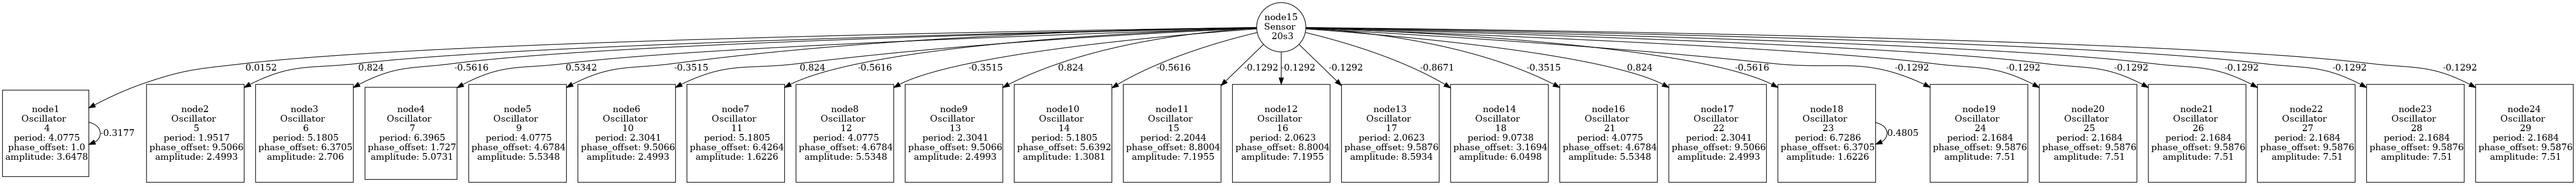 node15
Sensor
20s3
0.0152
0.824
-0.5616
0.5342
-0.3515
0.824
-0.5616
-0.3515
0.824
-0.5616
-0.1292
-0.1292
-0.1292
-0.8671
-0.3515
0.824
-0.5616
-0.1292
-0.1292
-0.1292
-0.1292
-0.1292
-0.1292
node1
Oscillator
4
period: 4.0775
phase_offset: 1.0
amplitude: 3.6478
-0.3177
node2
Oscillator
5
period: 1.9517
phase_offset: 9.5066
amplitude: 2.4993
node3
Oscillator
6
period: 5.1805
phase_offset: 6.3705
amplitude: 2.706
node4
Oscillator
7
period: 6.3965
phase_offset: 1.727
amplitude: 5.0731
node5
Oscillator
9
period: 4.0775
phase_offset: 4.6784
amplitude: 5.5348
node6
Oscillator
10
period: 2.3041
phase_offset: 9.5066
amplitude: 2.4993
node7
Oscillator
11
period: 5.1805
phase_offset: 6.4264
amplitude: 1.6226
node8
Oscillator
12
period: 4.0775
phase_offset: 4.6784
amplitude: 5.5348
node9
Oscillator
13
period: 2.3041
phase_offset: 9.5066
amplitude: 2.4993
node10
Oscillator
14
period: 5.1805
phase_offset: 5.6392
amplitude: 1.3081
node11
Oscillator
15
period: 2.2044
phase_offset: 8.8004
amplitude: 7.1955
node12
Oscillator
16
period: 2.0623
phase_offset: 8.8004
amplitude: 7.1955
node13
Oscillator
17
period: 2.0623
phase_offset: 9.5876
amplitude: 8.5934
node14
Oscillator
18
period: 9.0738
phase_offset: 3.1694
amplitude: 6.0498
node16
Oscillator
21
period: 4.0775
phase_offset: 4.6784
amplitude: 5.5348
node17
Oscillator
22
period: 2.3041
phase_offset: 9.5066
amplitude: 2.4993
node18
Oscillator
23
period: 6.7286
phase_offset: 6.3705
amplitude: 1.6226
0.4805
node19
Oscillator
24
period: 2.1684
phase_offset: 9.5876
amplitude: 7.51
node20
Oscillator
25
period: 2.1684
phase_offset: 9.5876
amplitude: 7.51
node21
Oscillator
26
period: 2.1684
phase_offset: 9.5876
amplitude: 7.51
node22
Oscillator
27
period: 2.1684
phase_offset: 9.5876
amplitude: 7.51
node23
Oscillator
28
period: 2.1684
phase_offset: 9.5876
amplitude: 7.51
node24
Oscillator
29
period: 2.1684
phase_offset: 9.5876
amplitude: 7.51